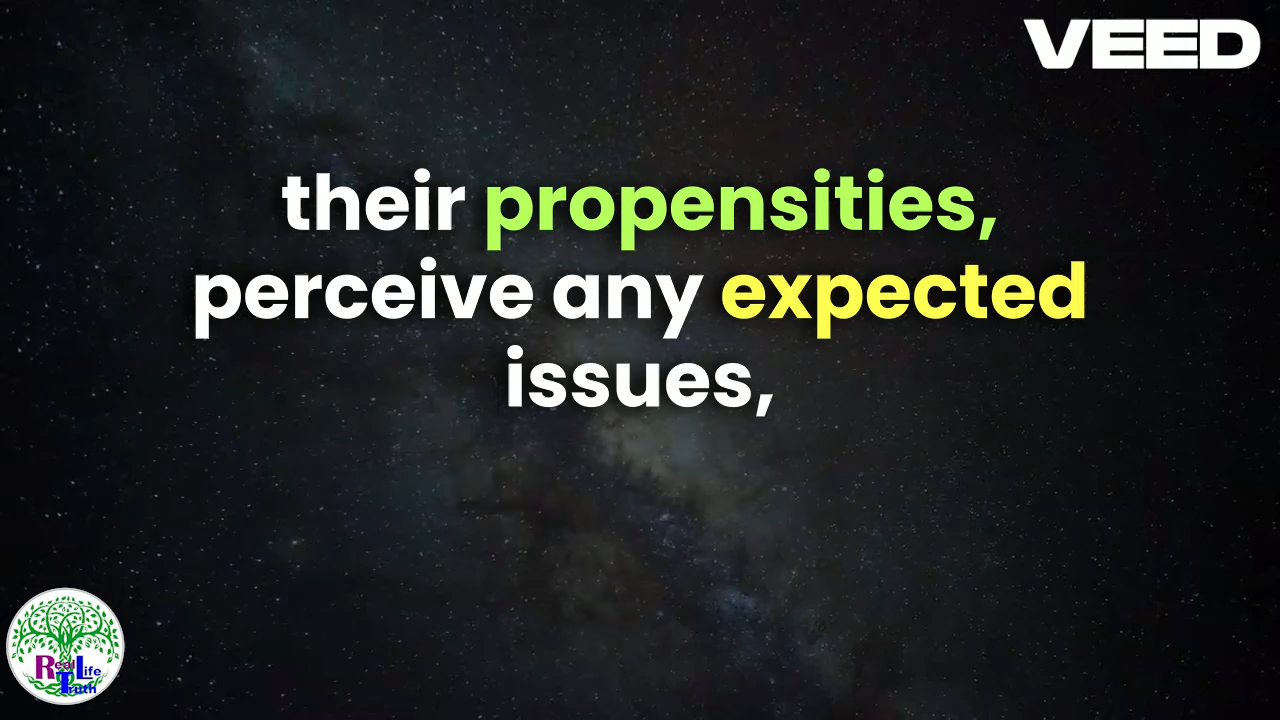 VEED
their propensities,
perceive any expected
issues,
Real Life
Truth